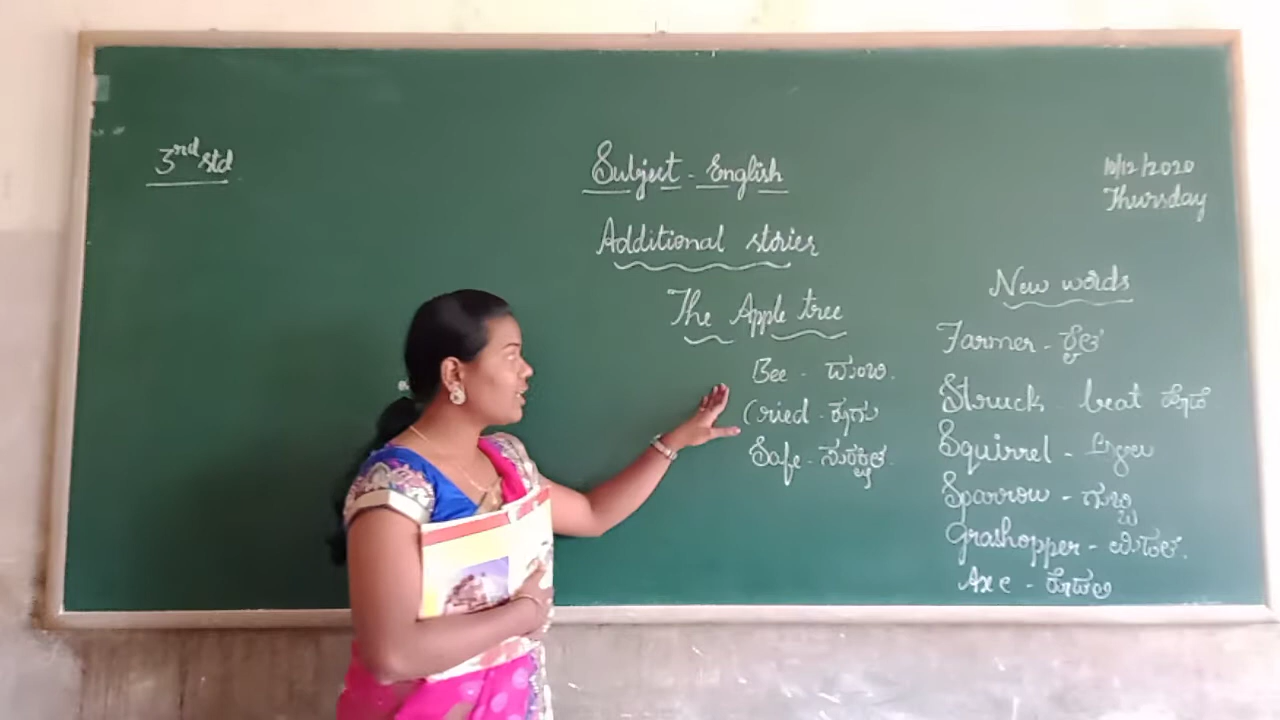 3rd std
Subject - English
10/12/2020
Thursday
Additional stories
The Apple tree
Bee - ದುಂಬಿ.
Cried - ಕೂಗು
Safe - ಸುರಕ್ಷಿತ
New words
Farmer - ರೈತ
Struck beat ಹೊಡೆ
Squirrel - ಅಳಿಲು
Sparrow - ಗುಬ್ಬಿ
Grashopper - ಮಿಡತೆ.
Axe - ಕೊಡಲಿ